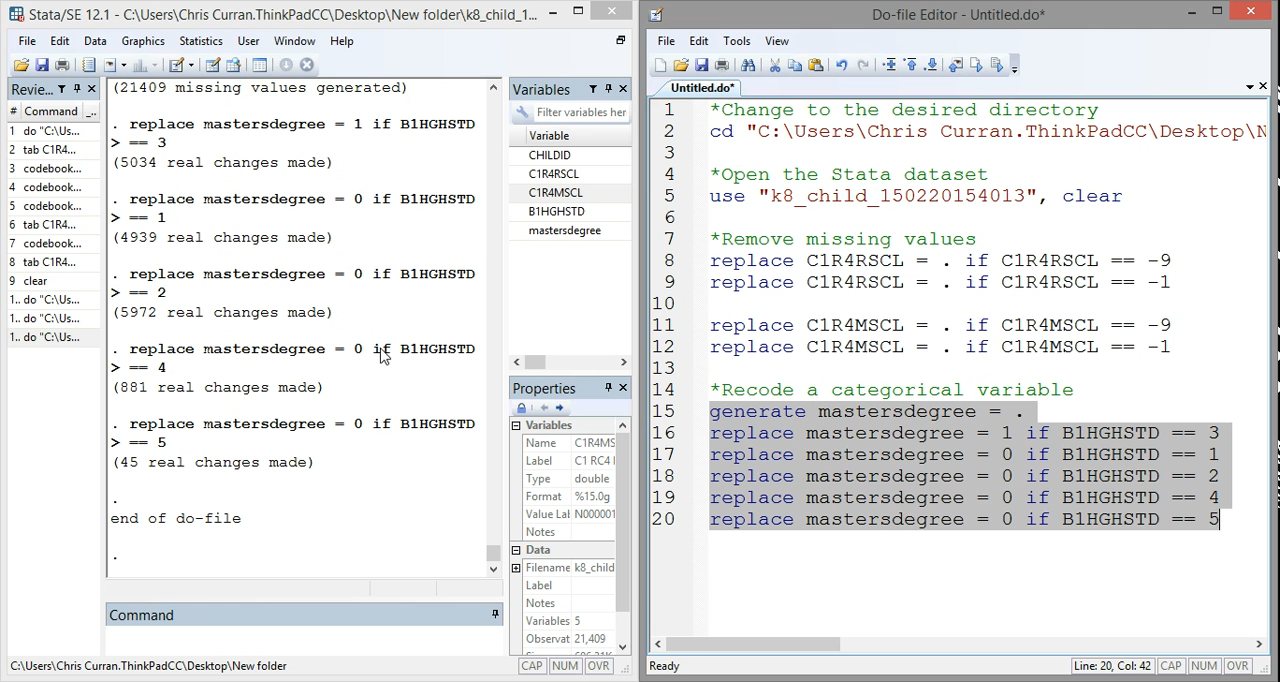 Stata/SE 12.1 - C:\Users\Chris Curran.ThinkPadCC\Desktop\New folder\k8_child_1...
File Edit Data Graphics Statistics User Window Help
Revie...
# Command
1 do "C:\Us...
2 tab C1R4...
3 codebook...
4 codebook...
5 codebook...
6 tab C1R4...
7 codebook...
8 tab C1R4...
9 clear
1.. do "C:\Us...
1.. do "C:\Us...
1.. do "C:\Us...
(21409 missing values generated)
. replace mastersdegree = 1 if B1HGHSTD
> == 3
(5034 real changes made)
. replace mastersdegree = 0 if B1HGHSTD
> == 1
(4939 real changes made)
. replace mastersdegree = 0 if B1HGHSTD
> == 2
(5972 real changes made)
. replace mastersdegree = 0 if B1HGHSTD
> == 4
(881 real changes made)
. replace mastersdegree = 0 if B1HGHSTD
> == 5
(45 real changes made)
.
end of do-file
.
Command
Variables
Filter variables her
Variable
CHILDID
C1R4RSCL
C1R4MSCL
B1HGHSTD
mastersdegree
Properties
Variables
Name C1R4MS
Label C1 RC4
Type double
Format %15.0g
Value Lal N000001
Notes
Data
Filename k8_child
Label
Notes
Variables 5
Observat 21,409
C:\Users\Chris Curran.ThinkPadCC\Desktop\New folder
CAP NUM OVR
Do-file Editor - Untitled.do*
File Edit Tools View
Untitled.do*
1 *Change to the desired directory
2 cd "C:\Users\Chris Curran.ThinkPadCC\Desktop\N
3
4 *Open the Stata dataset
5 use "k8_child_150220154013", clear
6
7 *Remove missing values
8 replace C1R4RSCL = . if C1R4RSCL == -9
9 replace C1R4RSCL = . if C1R4RSCL == -1
10
11 replace C1R4MSCL = . if C1R4MSCL == -9
12 replace C1R4MSCL = . if C1R4MSCL == -1
13
14 *Recode a categorical variable
15 generate mastersdegree = .
16 replace mastersdegree = 1 if B1HGHSTD == 3
17 replace mastersdegree = 0 if B1HGHSTD == 1
18 replace mastersdegree = 0 if B1HGHSTD == 2
19 replace mastersdegree = 0 if B1HGHSTD == 4
20 replace mastersdegree = 0 if B1HGHSTD == 5
Ready
Line: 20, Col: 42 CAP NUM OVR